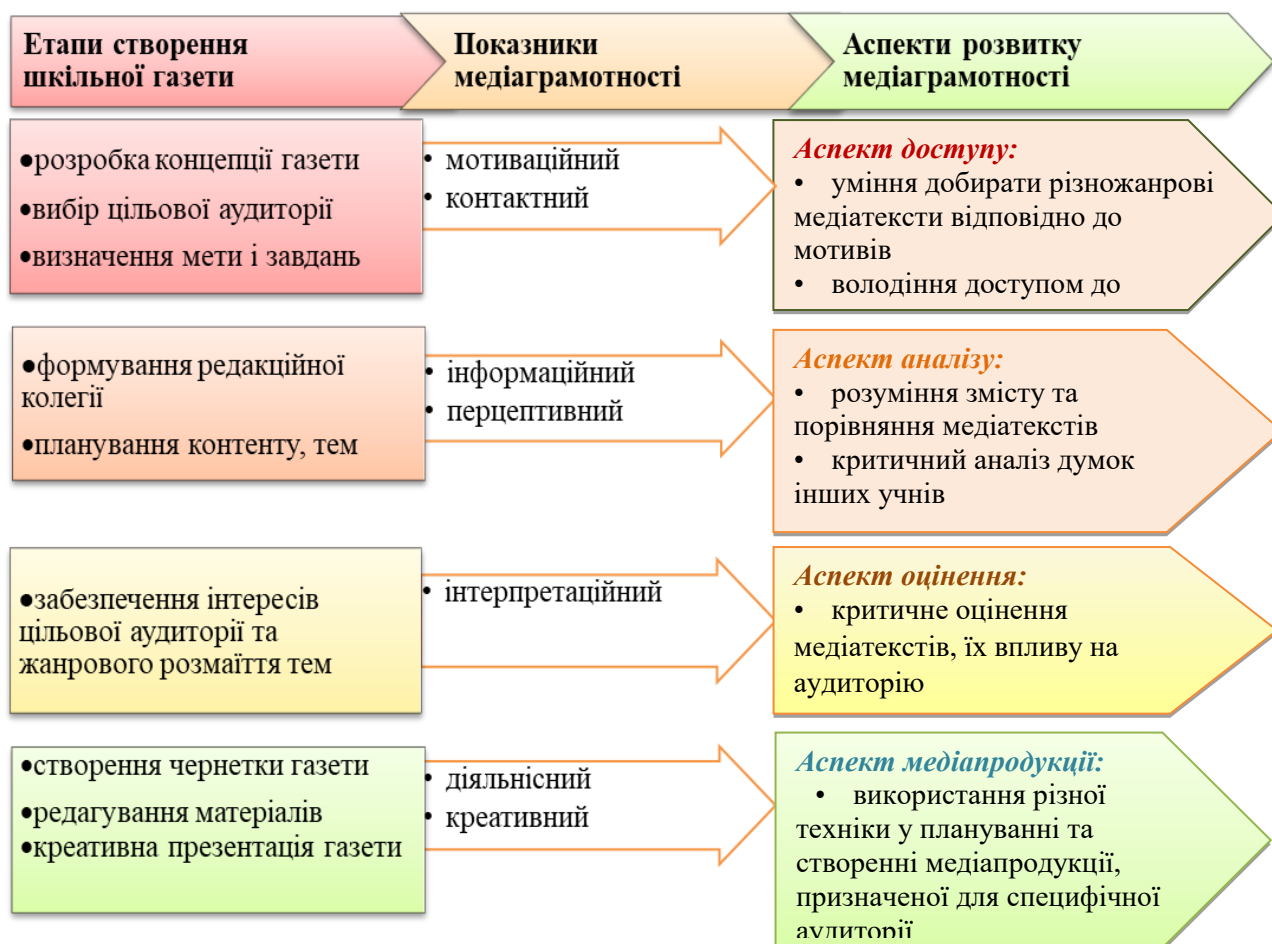 Етапи створення
шкільної газети
Показники
медіаграмотності
Аспекти розвитку
медіаграмотності
•розробка концепції газети
•вибір цільової аудиторії
•визначення мети і завдань
• мотиваційний
• контактний
Аспект доступу:
• уміння добирати різножанрові
медіатексти відповідно до
мотивів
• володіння доступом до
•формування редакційної
колегії
•планування контенту, тем
• інформаційний
• перцептивний
Аспект аналізу:
• розуміння змісту та
порівняння медіатекстів
• критичний аналіз думок
інших учнів
•забезпечення інтересів
цільової аудиторії та
жанрового розмаїття тем
• інтерпретаційний
Аспект оцінення:
• критичне оцінення
медіатекстів, їх впливу на
аудиторію
•створення чернетки газети
•редагування матеріалів
•креативна презентація газети
• діяльнісний
• креативний
Аспект медіапродукції:
• використання різної
техніки у плануванні та
створенні медіапродукції,
призначеної для специфічної
аудиторії